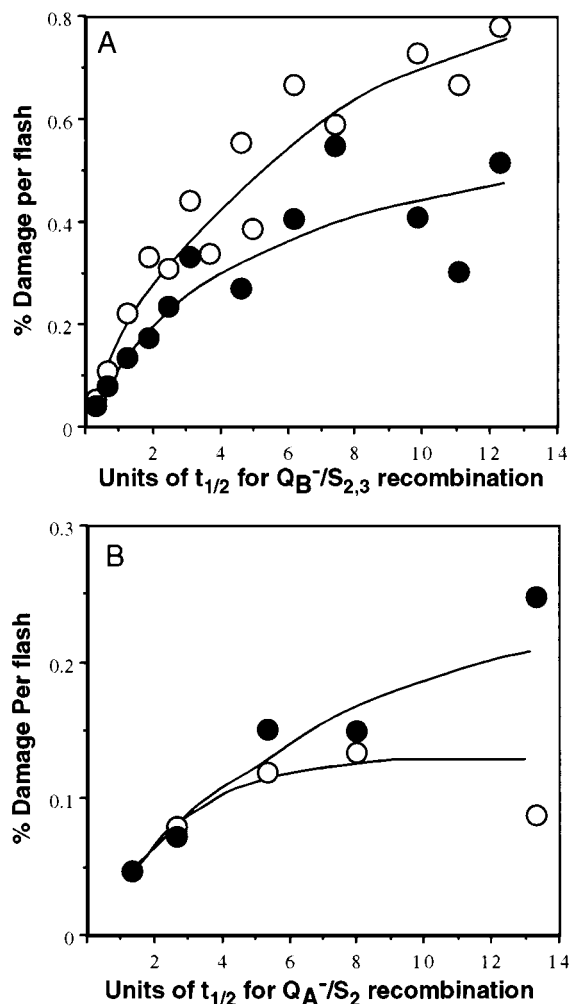 A
0.8
0.6
0.4
0.2
0
% Damage per flash
2 4 6 8 10 12 14
Units of t1/2 for QB-/S2,3 recombination
B
0.3
0.2
0.1
0
% Damage Per flash
2 4 6 8 10 12 14
Units of t1/2 for QA-/S2 recombination